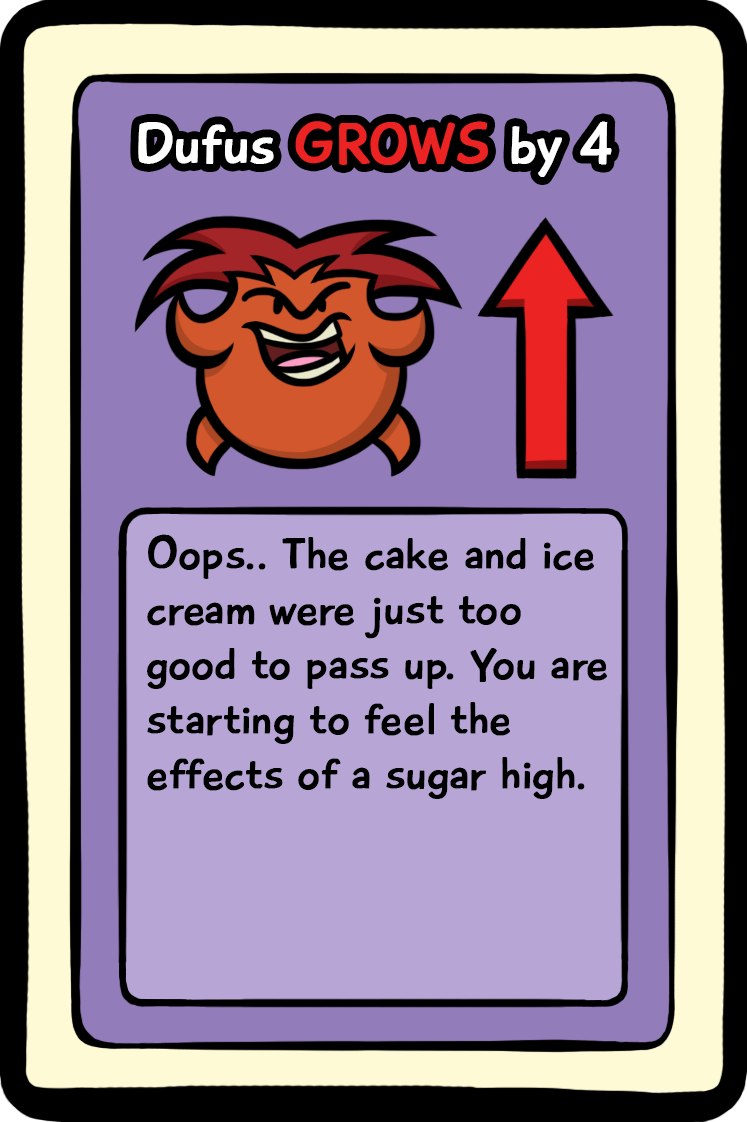 Dufus GROWS by 4
Oops.. The cake and ice
cream were just too
good to pass up. You are
starting to feel the
effects of a sugar high.